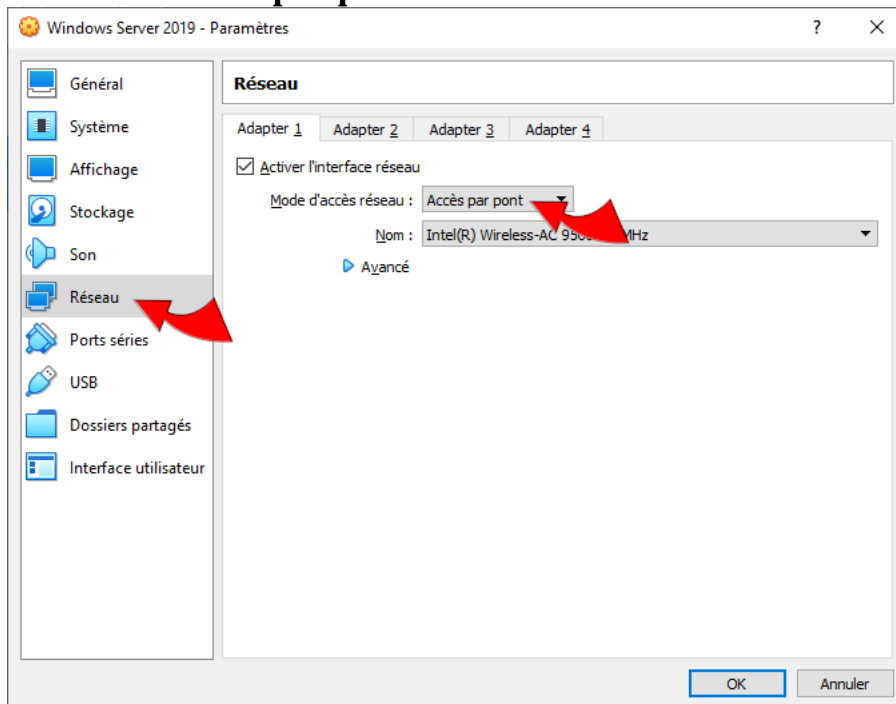 Windows Server 2019 - Paramètres ?
Général
Système
Affichage
Stockage
Son
Réseau
Ports séries
USB
Dossiers partagés
Interface utilisateur
Réseau
Adapter 1 Adapter 2 Adapter 3 Adapter 4
Activer l'interface réseau
Mode d'accès réseau : Accès par pont
Nom : Intel(R) Wireless-AC MHz
Avancé
OK Annuler